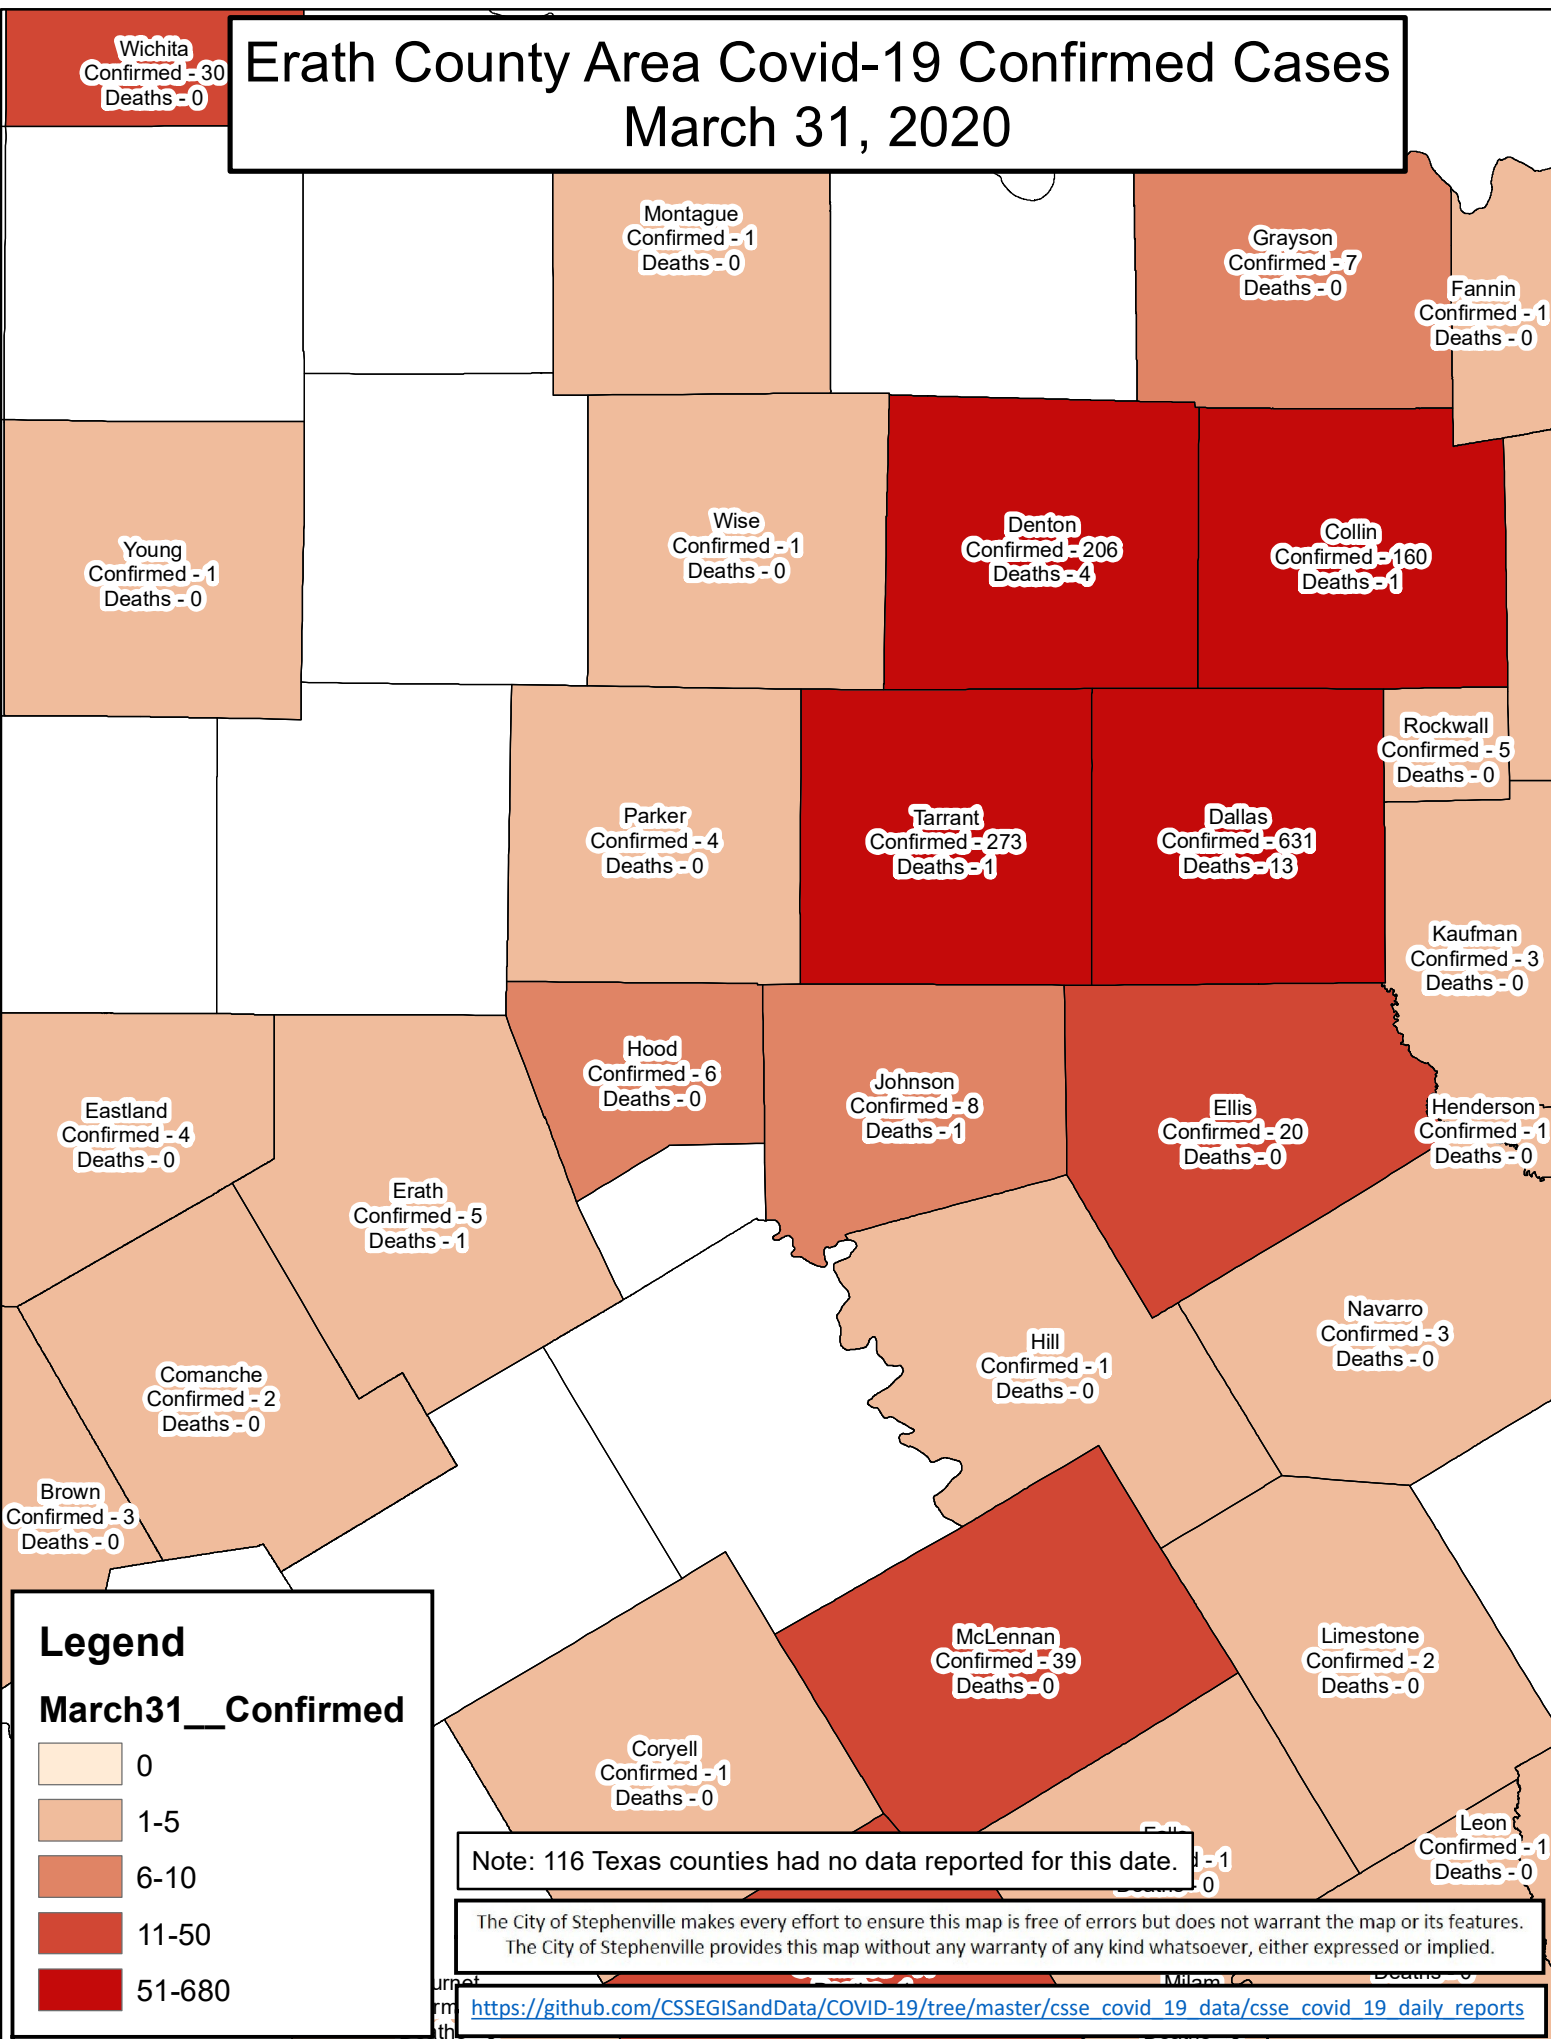 Erath County Area Covid-19 Confirmed Cases
March 31, 2020
Wichita
Confirmed - 30
Deaths - 0
Montague
Confirmed - 1
Deaths - 0
Grayson
Confirmed - 7
Deaths - 0
Fannin
Confirmed - 1
Deaths - 0
Young
Confirmed - 1
Deaths - 0
Wise
Confirmed - 1
Deaths - 0
Denton
Confirmed - 206
Deaths - 4
Collin
Confirmed - 160
Deaths - 1
Rockwall
Confirmed - 5
Deaths - 0
Parker
Confirmed - 4
Deaths - 0
Tarrant
Confirmed - 273
Deaths - 1
Dallas
Confirmed - 631
Deaths - 13
Kaufman
Confirmed - 3
Deaths - 0
Hood
Confirmed - 6
Deaths - 0
Johnson
Confirmed - 8
Deaths - 1
Ellis
Confirmed - 20
Deaths - 0
Henderson
Confirmed - 1
Deaths - 0
Eastland
Confirmed - 4
Deaths - 0
Erath
Confirmed - 5
Deaths - 1
Navarro
Confirmed - 3
Deaths - 0
Hill
Confirmed - 1
Deaths - 0
Comanche
Confirmed - 2
Deaths - 0
Brown
Confirmed - 3
Deaths - 0
McLennan
Confirmed - 39
Deaths - 0
Limestone
Confirmed - 2
Deaths - 0
Coryell
Confirmed - 1
Deaths - 0
Leon
Confirmed - 1
Deaths - 0
Falls
d - 1
Deaths - 0
Legend
March31__Confirmed
0
1-5
6-10
11-50
51-680
Note: 116 Texas counties had no data reported for this date.
The City of Stephenville makes every effort to ensure this map is free of errors but does not warrant the map or its features.
The City of Stephenville provides this map without any warranty of any kind whatsoever, either expressed or implied.
Milam
https://github.com/CSSEGISandData/COVID-19/tree/master/csse_covid_19_data/csse_covid_19_daily_reports